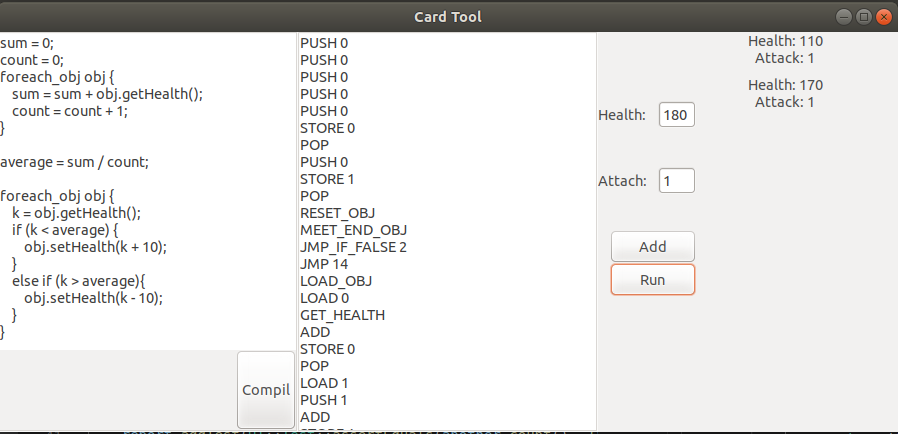 Card Tool
sum = 0;
count = 0;
foreach_obj obj {
sum = sum + obj.getHealth();
count = count + 1;
}
average = sum / count;
foreach_obj obj {
k = obj.getHealth();
if (k < average) {
obj.setHealth(k + 10);
}
else if (k > average){
obj.setHealth(k - 10);
}
}
Compil
PUSH 0
PUSH 0
PUSH 0
PUSH 0
PUSH 0
STORE 0
POP
PUSH 0
STORE 1
POP
RESET_OBJ
MEET_END_OBJ
JMP_IF_FALSE 2
JMP 14
LOAD_OBJ
LOAD 0
GET_HEALTH
ADD
STORE 0
POP
LOAD 1
PUSH 1
ADD
Health: 180
Attach: 1
Add
Run
Health: 110
Attack: 1
Health: 170
Attack: 1